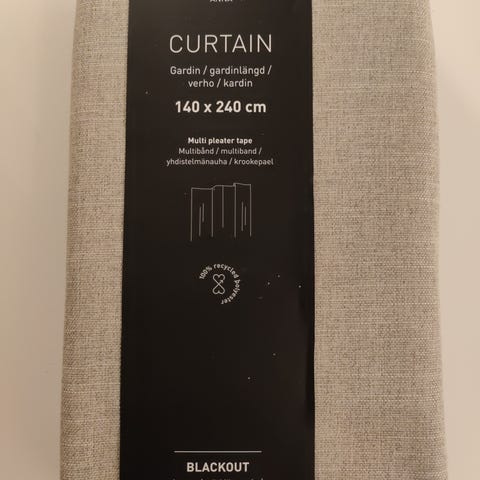 CURTAIN
Gardin / gardinlängd /
verho / kardin
140 x 240 cm
Multi pleater tape
Multibånd / multiband /
yhdistelmänauha / krookepael
100% recycled polyester
BLACKOUT